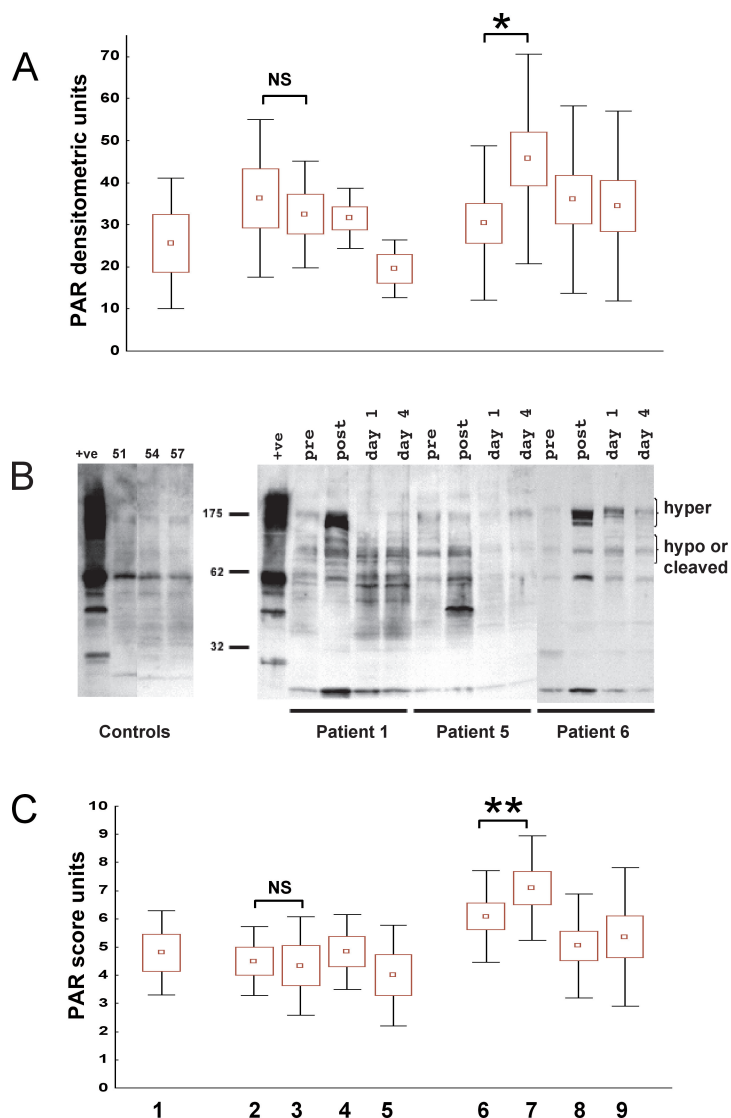 A
PAR densitometric units
70
60
50
40
30
20
10
0
NS
*
B
+ve 51 54 57
+ve pre post day 1 day 4 pre post day 1 day 4 pre post day 1 day 4
175
62
32
hyper
hypo or
cleaved
Controls
Patient 1 Patient 5 Patient 6
C
PAR score units
10
9
8
7
6
5
4
3
2
1
0
NS
**
1 2 3 4 5 6 7 8 9